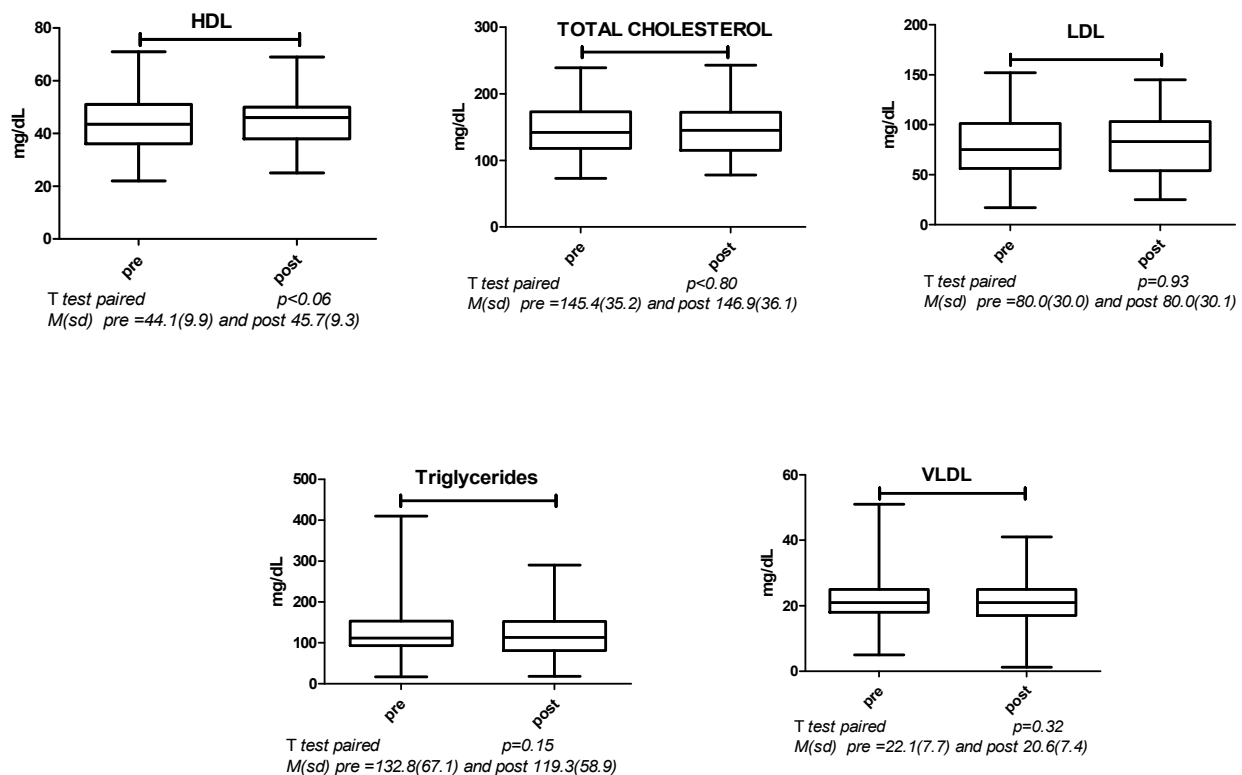 HDL
80
60
40
20
0
mg/dL
pre
post
T test paired p<0.06
M(sd) pre =44.1(9.9) and post 45.7(9.3)
TOTAL CHOLESTEROL
300
200
100
0
mg/dL
pre
post
T test paired p<0.80
M(sd) pre =145.4(35.2) and post 146.9(36.1)
LDL
200
150
100
50
0
mg/dL
pre
post
T test paired p=0.93
M(sd) pre =80.0(30.0) and post 80.0(30.1)
Triglycerides
500
400
300
200
100
0
mg/dL
pre
post
T test paired p=0.15
M(sd) pre =132.8(67.1) and post 119.3(58.9)
VLDL
60
40
20
0
mg/dL
pre
post
T test paired p=0.32
M(sd) pre =22.1(7.7) and post 20.6(7.4)